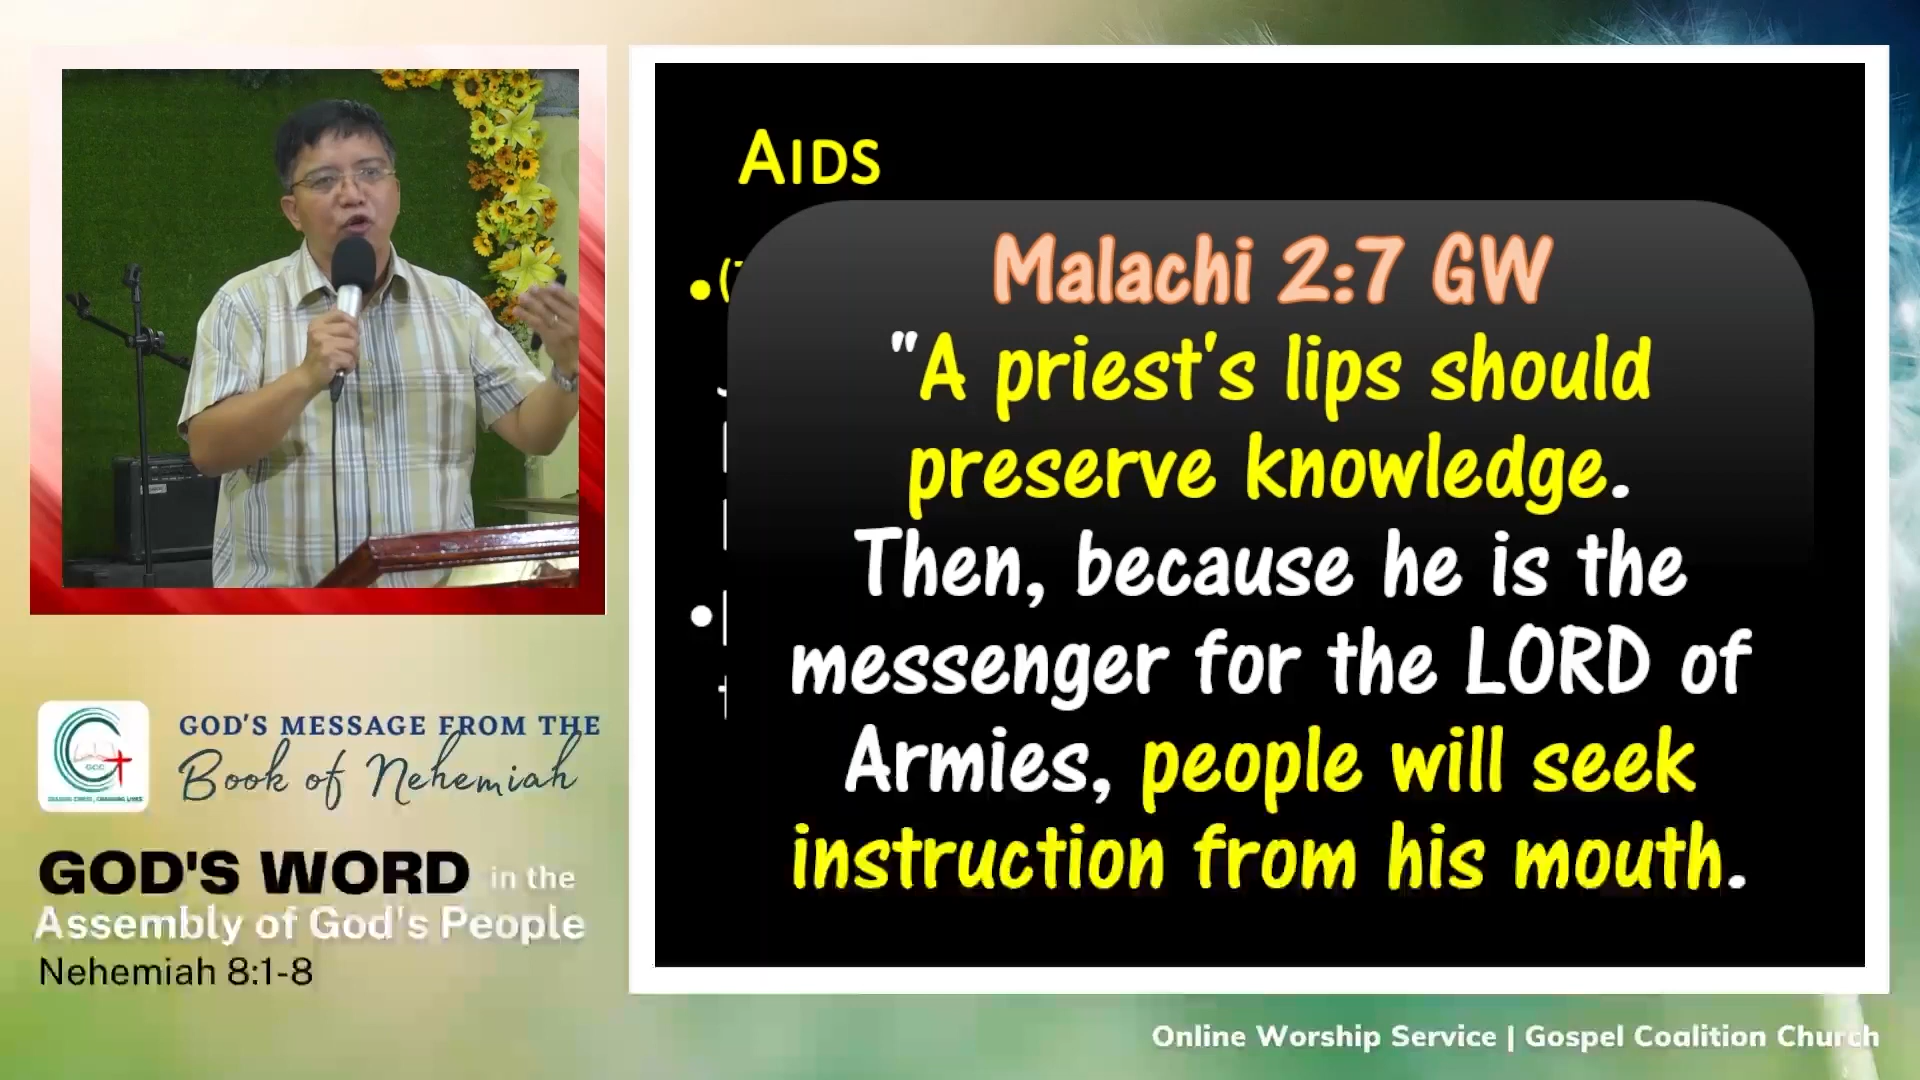 AIDS
Malachi 2:7 GW
"A priest's lips should
preserve knowledge.
Then, because he is the
messenger for the LORD of
Armies, people will seek
instruction from his mouth.
GOD'S MESSAGE FROM THE
Book of Nehemiah
GOD'S WORD in the
Assembly of God's People
Nehemiah 8:1-8
Online Worship Service | Gospel Coalition Church